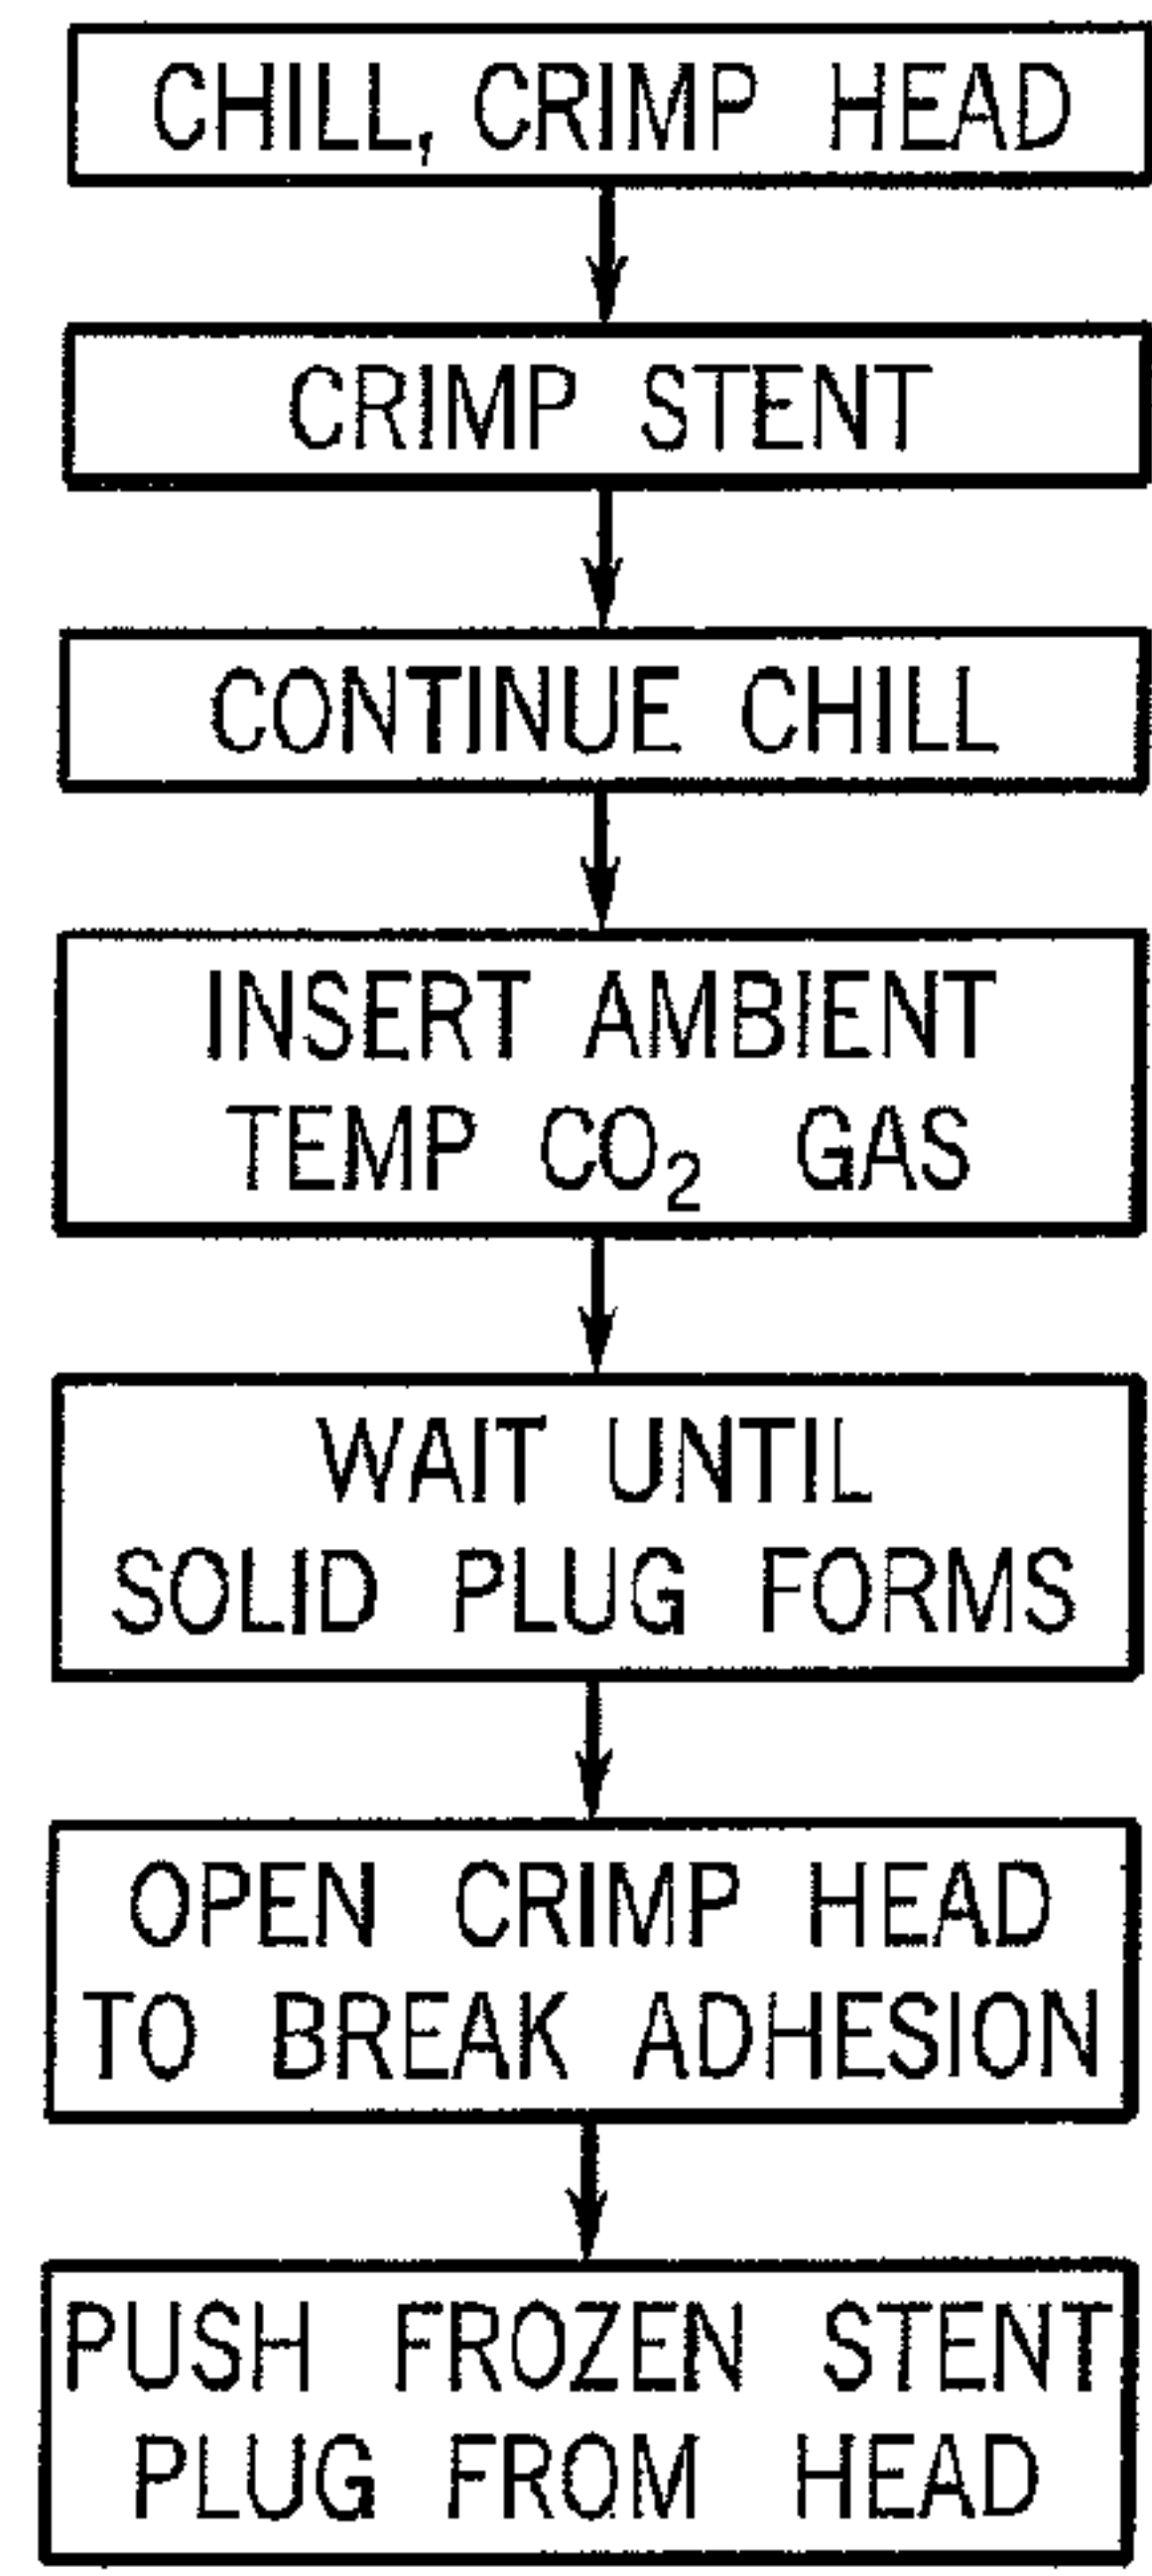 CHILL, CRIMP HEAD
CRIMP STENT
CONTINUE CHILL
INSERT AMBIENT
TEMP CO₂ GAS
WAIT UNTIL
SOLID PLUG FORMS
OPEN CRIMP HEAD
TO BREAK ADHESION
PUSH FROZEN STENT
PLUG FROM HEAD